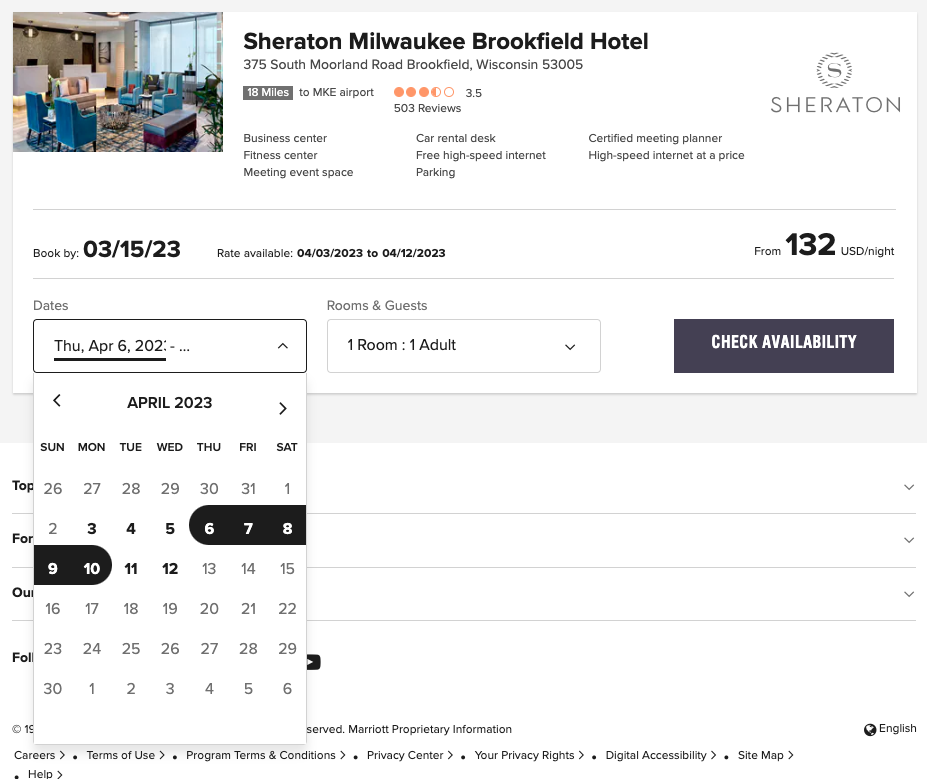 Sheraton Milwaukee Brookfield Hotel
375 South Moorland Road Brookfield, Wisconsin 53005
18 Miles to MKE airport 3.5
503 Reviews
S
SHERATON
Business center Car rental desk Certified meeting planner
Fitness center Free high-speed internet High-speed internet at a price
Meeting event space Parking
Book by: 03/15/23 Rate available: 04/03/2023 to 04/12/2023 From 132 USD/night
Dates Rooms & Guests
Thu, Apr 6, 202 - ... 1 Room : 1 Adult CHECK AVAILABILITY
APRIL 2023
SUN MON TUE WED THU FRI SAT
26 27 28 29 30 31 1
Top
2 3 4 5 6 7 8
For
9 10 11 12 13 14 15
Our
16 17 18 19 20 21 22
23 24 25 26 27 28 29
Foll
30 1 2 3 4 5 6
© 19 served. Marriott Proprietary Information English
Careers Terms of Use Program Terms & Conditions Privacy Center Your Privacy Rights Digital Accessibility Site Map
Help